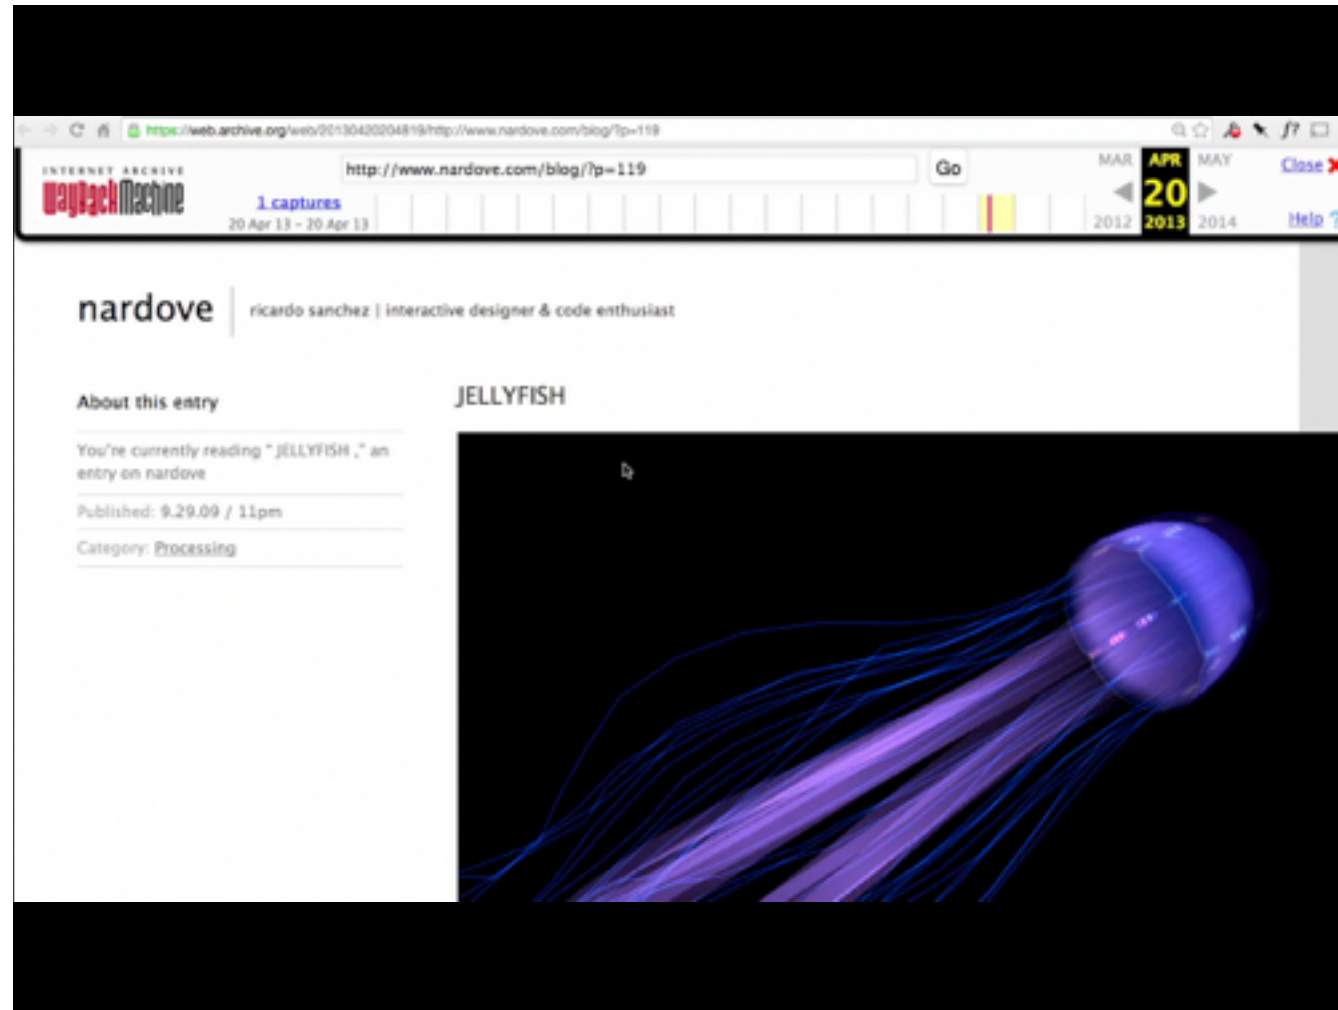 https://web.archive.org/web/20130420204819/http://www.nardove.com/blog/?p=119
f?
INTERNET ARCHIVE
WayBackMachine
http://www.nardove.com/blog/?p=119
Go
MAR APR MAY
Close
1 captures
20
20 Apr 13 - 20 Apr 13
2012 2013 2014
Help ?
nardove
ricardo sanchez | interactive designer & code enthusiast
About this entry
JELLYFISH
You're currently reading " JELLYFISH ," an
entry on nardove
Published: 9.29.09 / 11pm
Category: Processing